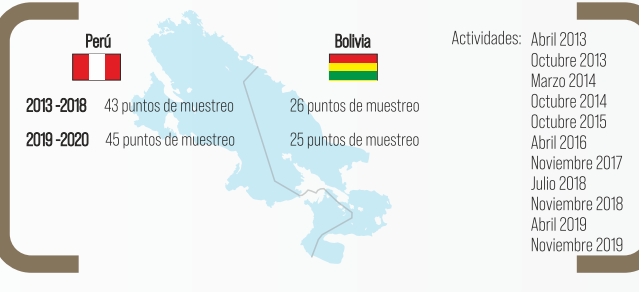 Perú
Bolivia
2013 -2018 43 puntos de muestreo 26 puntos de muestreo
2019 -2020 45 puntos de muestreo 25 puntos de muestreo
Actividades: Abril 2013
Octubre 2013
Marzo 2014
Octubre 2014
Octubre 2015
Abril 2016
Noviembre 2017
Julio 2018
Noviembre 2018
Abril 2019
Noviembre 2019